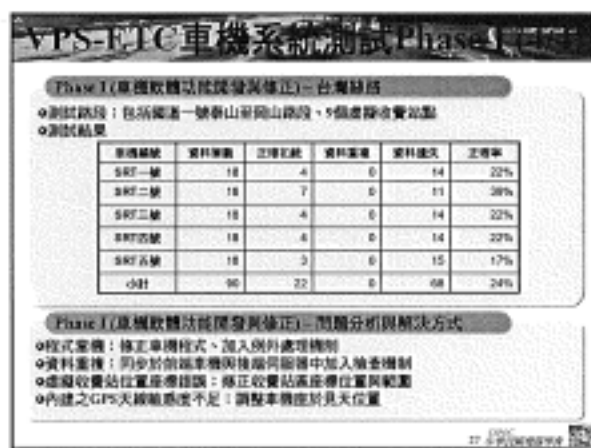 VPS-ETC車機系統測試Phase I
Phase I (車機軟體功能開發與修正) – 台灣繞感
測試路段：包括國道一號泰山至岡山路段、9個虛擬收費站點
測試結果
車機編號 資料筆數 正確扣款 資料重複 資料遺失 正確率
SRT一號 18 4 0 14 22%
SRT二號 18 7 0 11 39%
SRT三號 18 4 0 14 22%
SRT四號 18 4 0 14 22%
SRT五號 18 3 0 15 17%
小計 90 22 0 68 24%
Phase I (車機軟體功能開發與修正) – 問題分析與解決方式
程式當機：修正車機程式、加入例外處理機制
資料重複：同步於前端車機與後端伺服器中加入檢查機制
虛擬收費站位置座標錯誤：修正收費站區座標位置與範圍
內建之GPS天線敏感度不足：調整車機座於見天位置
37